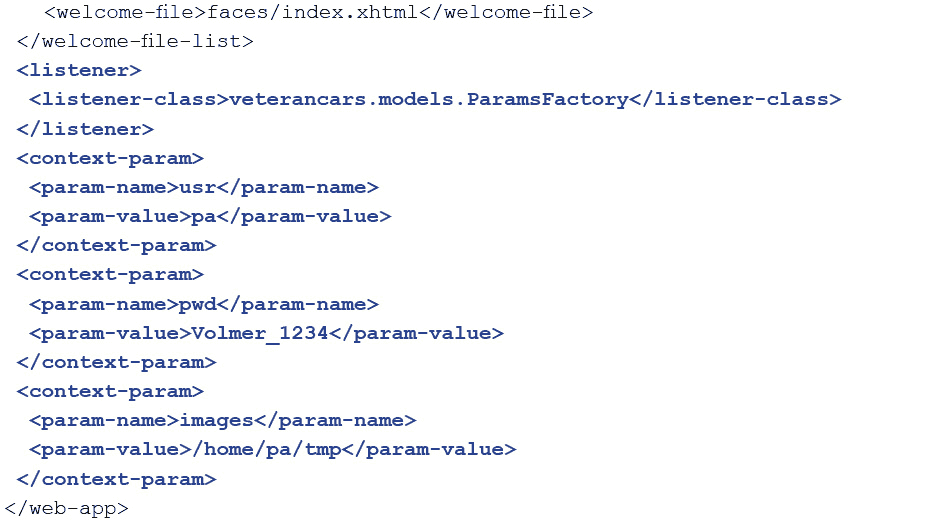 <welcome-file>faces/index.xhtml</welcome-file>
</welcome-file-list>
<listener>
<listener-class>veterancars.models.ParamsFactory</listener-class>
</listener>
<context-param>
<param-name>usr</param-name>
<param-value>pa</param-value>
</context-param>
<context-param>
<param-name>pwd</param-name>
<param-value>Volmer_1234</param-value>
</context-param>
<context-param>
<param-name>images</param-name>
<param-value>/home/pa/tmp</param-value>
</context-param>
</web-app>